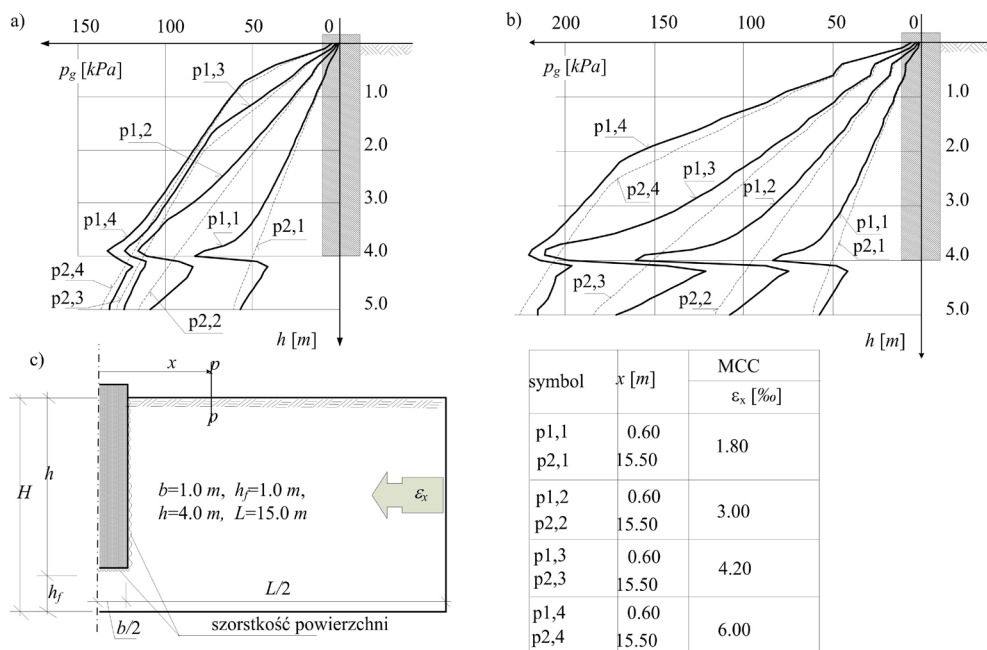 a)
150 100 50 0
p_g [kPa]
p1,3
p1,2
p1,1
p2,1
p1,4
p2,4
p2,3
p2,2
1.0
2.0
3.0
4.0
5.0
h [m]
b)
200 150 100 50 0
p_g [kPa]
p1,4
p2,4
p1,3
p1,2
p1,1
p2,1
p2,3
p2,2
1.0
2.0
3.0
4.0
5.0
h [m]
c)
x
p
p
H
h
b=1.0 m, h_f=1.0 m,
h=4.0 m, L=15.0 m
ε_x
h_f
L/2
b/2
szorstkość powierzchni
symbol x [m] MCC
ε_x [‰]
p1,1 0.60
1.80
p2,1 15.50
p1,2 0.60
3.00
p2,2 15.50
p1,3 0.60
4.20
p2,3 15.50
p1,4 0.60
6.00
p2,4 15.50